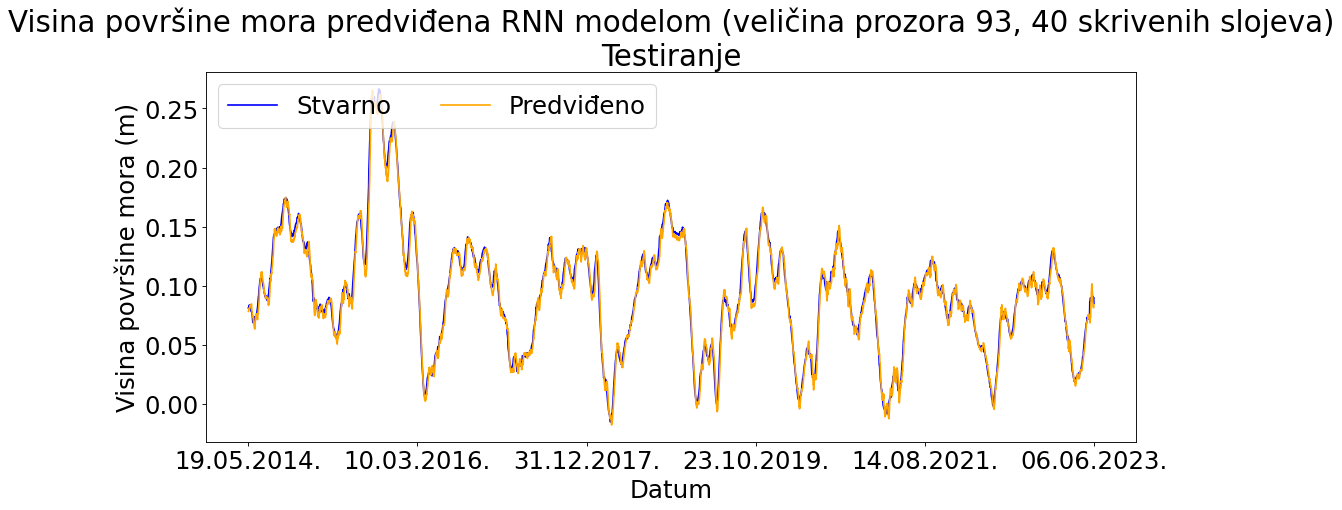 Visina površine mora predviđena RNN modelom (veličina prozora 93, 40 skrivenih slojeva)
Testiranje
Stvarno
Predviđeno
Visina površine mora (m)
0.25
0.20
0.15
0.10
0.05
0.00
19.05.2014.
10.03.2016.
31.12.2017.
23.10.2019.
14.08.2021.
06.06.2023.
Datum